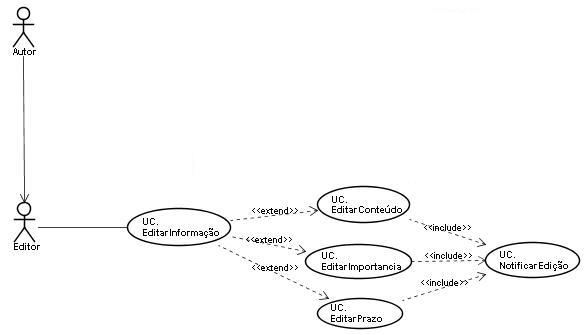 Autor
UC.
EditarConteúdo
<<extend>>
<<include>>
UC.
EditarInformação
Editor
<<extend>>
UC.
EditarImportancia
<<include>>
UC.
NotificarEdição
<<extend>>
<<include>>
UC.
EditarPrazo